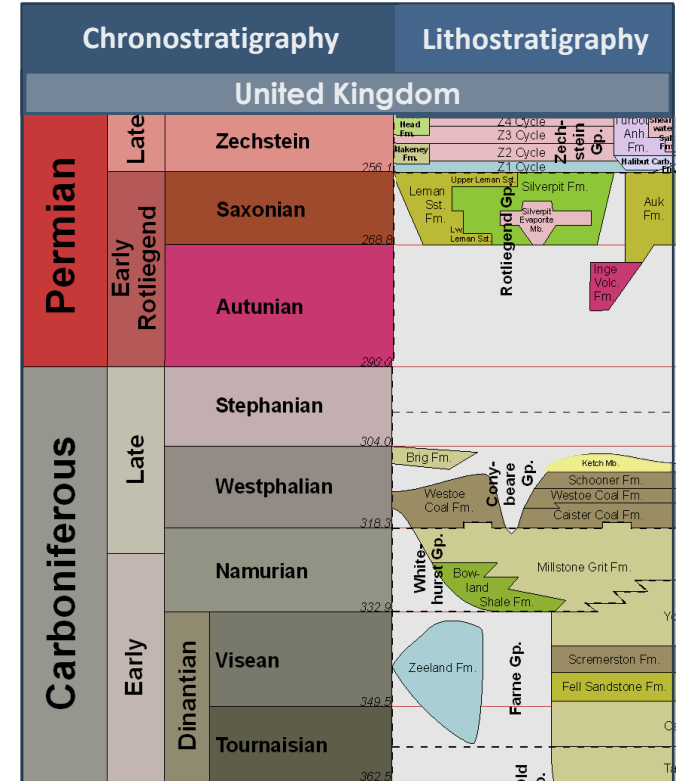 Chronostratigraphy
Lithostratigraphy
United Kingdom
Permian
Late
Zechstein
256.1
Early
Rotliegend
Saxonian
268.8
Autunian
290.0
Carboniferous
Late
Stephanian
304.0
Westphalian
318.3
Namurian
332.9
Early
Dinantian
Visean
349.5
Tournaisian
362.5
Head
Fm.
Z4 Cycle
Z3 Cycle
Z2 Cycle
Z1 Cycle
Zech-
stein
Gp.
Anh
Fm.
Fm.
Halibut Carb.
Leman
Sst.
Fm.
Upper Leman Sst.
Silverpit Fm.
Silverpit
Evaporite
Mb.
Lw.
Leman Sst.
Rotliegend Gp.
Auk
Fm.
Inge
Volc.
Fm.
Brig Fm.
Cony-
beare
Gp.
Ketch Mb.
Schooner Fm.
Westoe Coal Fm.
Caister Coal Fm.
Westoe
Coal Fm.
White-
hurst Gp.
Bow-
land
Shale Fm.
Millstone Grit Fm.
Zeeland Fm.
Farne Gp.
Scremerston Fm.
Fell Sandstone Fm.